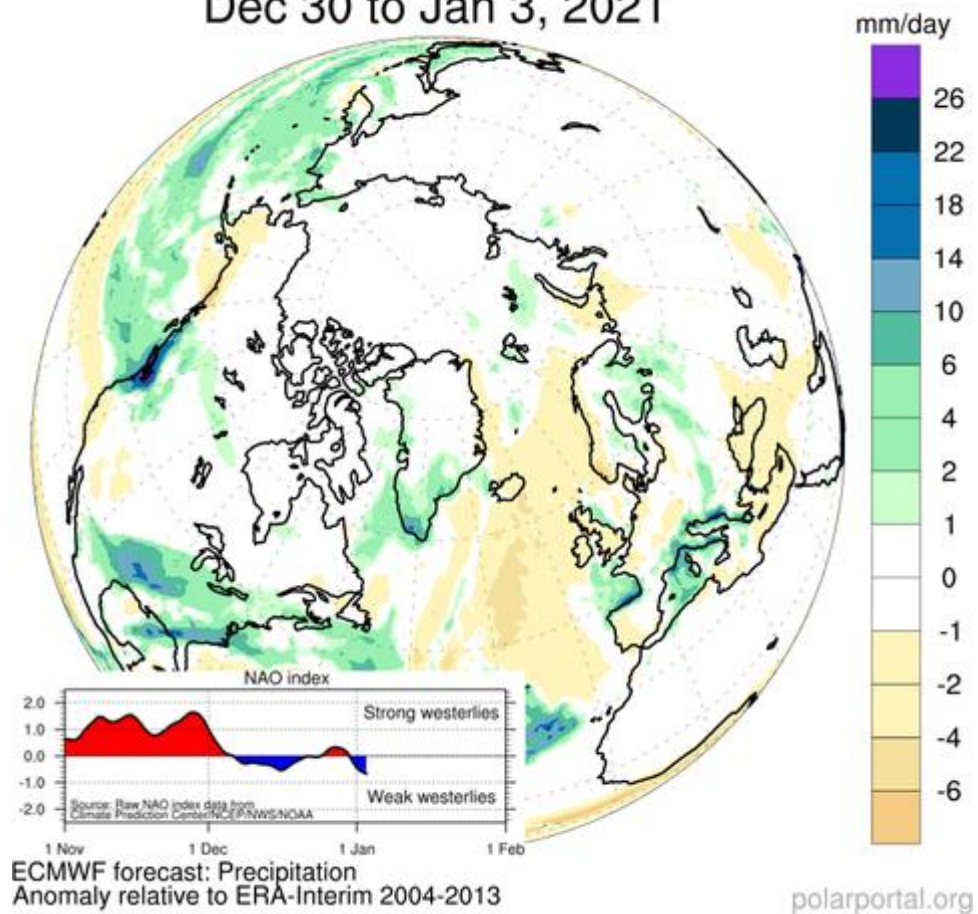 Dec 30 to Jan 3, 2021
mm/day
26
22
18
14
10
6
4
2
1
0
-1
-2
-4
-6
NAO index
2.0
1.0
0.0
-1.0
-2.0
Strong westerlies
Weak westerlies
Source: Raw NAO index data from
Climate Prediction Center/NCEP/NWS/NOAA
1 Nov
1 Dec
1 Jan
1 Feb
ECMWF forecast: Precipitation
Anomaly relative to ERA-Interim 2004-2013
polarportal.org